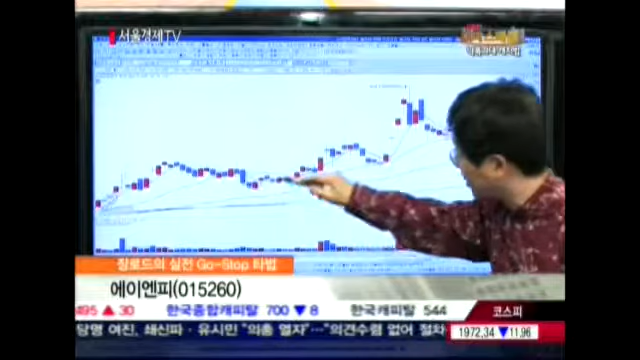 서울경제TV
장로드의 실전 Go-Stop 타법
에이엔피(015260)
495 ▲ 30 한국종합캐피탈 700 ▼ 8 한국캐피탈 544
코스피
당명 여진, 쇄신파·유시민 "의총 열자"…"의견수렴 없어 절차
1972.34 ▼11.96